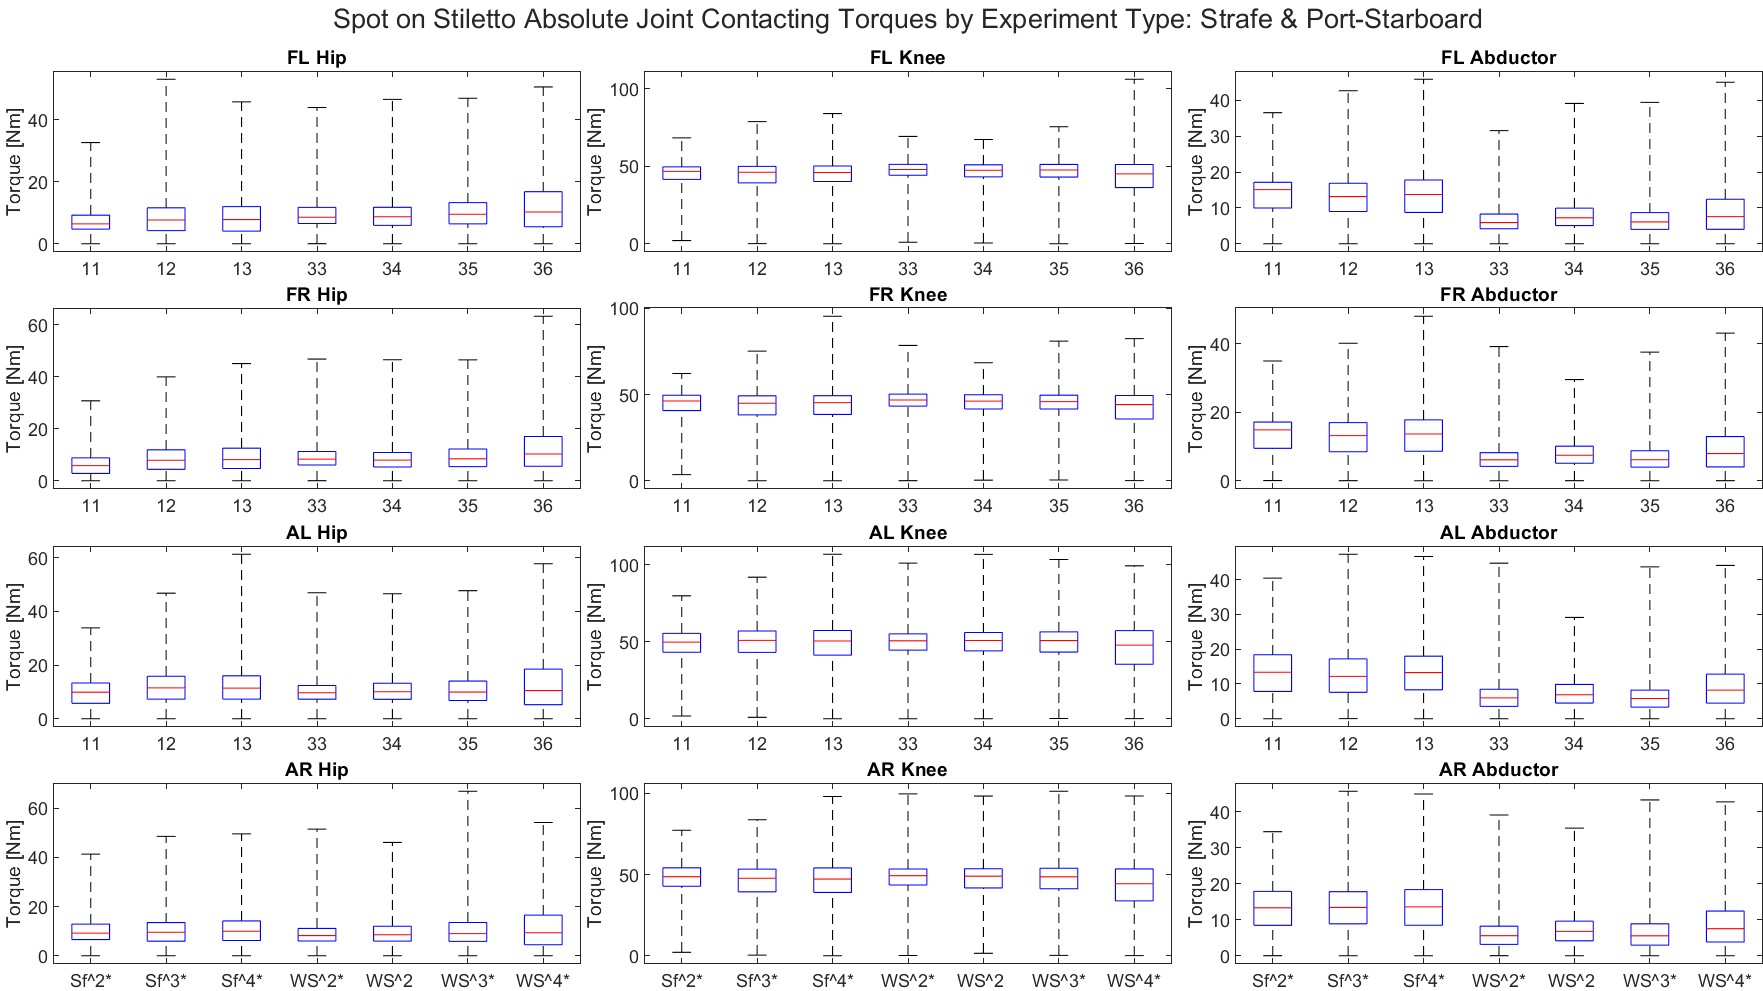 Spot on Stiletto Absolute Joint Contacting Torques by Experiment Type: Strafe & Port-Starboard
FL Hip
Torque [Nm]
40
20
0
11 12 13 33 34 35 36
FL Knee
Torque [Nm]
100
50
0
11 12 13 33 34 35 36
FL Abductor
Torque [Nm]
40
30
20
10
0
11 12 13 33 34 35 36
FR Hip
Torque [Nm]
60
40
20
0
11 12 13 33 34 35 36
FR Knee
Torque [Nm]
100
50
0
11 12 13 33 34 35 36
FR Abductor
Torque [Nm]
40
20
0
11 12 13 33 34 35 36
AL Hip
Torque [Nm]
60
40
20
0
11 12 13 33 34 35 36
AL Knee
Torque [Nm]
100
50
0
11 12 13 33 34 35 36
AL Abductor
Torque [Nm]
40
30
20
10
0
11 12 13 33 34 35 36
AR Hip
Torque [Nm]
60
40
20
0
Sf^2* Sf^3* Sf^4* WS^2* WS^2 WS^3* WS^4*
AR Knee
Torque [Nm]
100
50
0
Sf^2* Sf^3* Sf^4* WS^2* WS^2 WS^3* WS^4*
AR Abductor
Torque [Nm]
40
30
20
10
0
Sf^2* Sf^3* Sf^4* WS^2* WS^2 WS^3* WS^4*